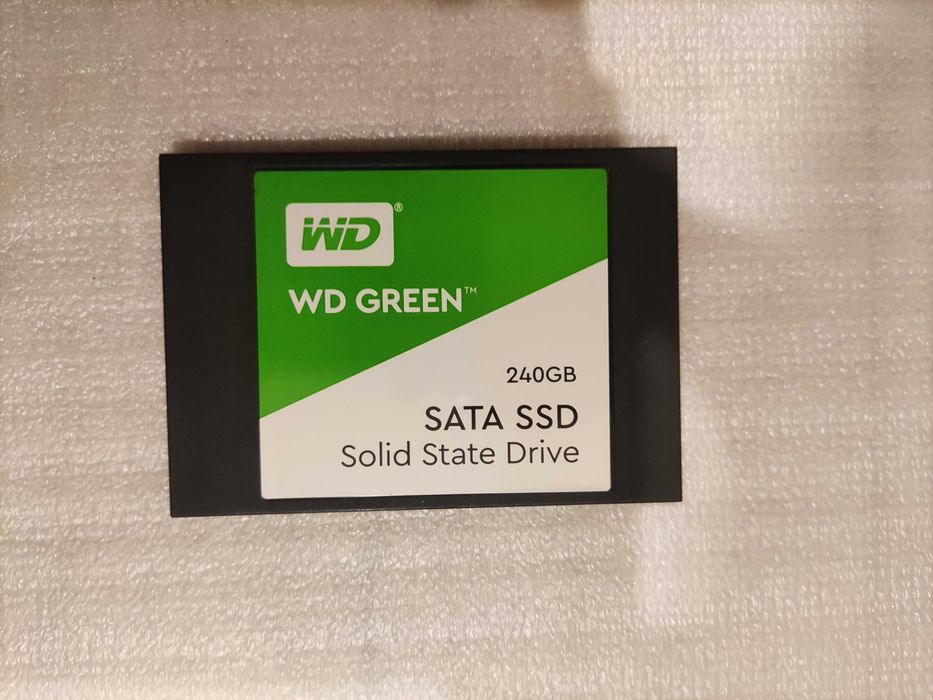 WD®
WD GREEN™
240GB
SATA SSD
Solid State Drive